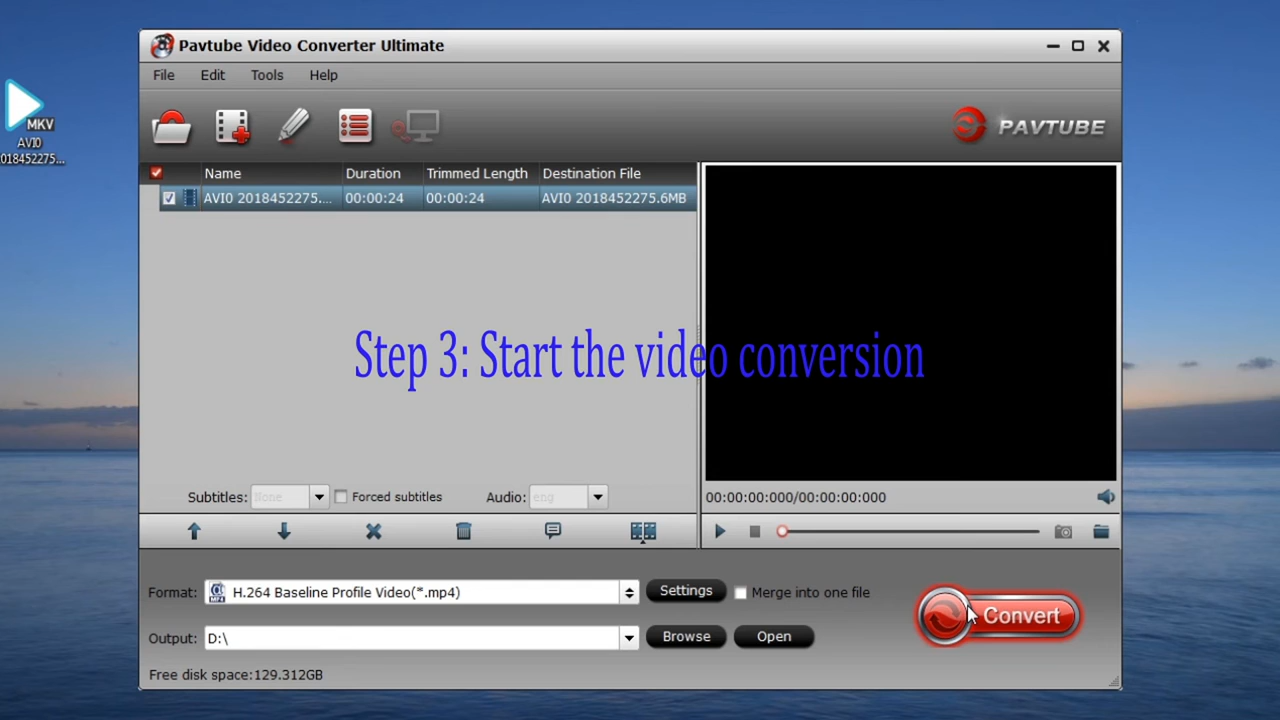 Pavtube Video Converter Ultimate
File Edit Tools Help
PAVTUBE
MKV
AVI0
2018452275...
Name Duration Trimmed Length Destination File
AVI0 2018452275.... 00:00:24 00:00:24 AVI0 2018452275.6MB
Step 3: Start the video conversion
Subtitles: None Forced subtitles Audio: eng
00:00:00:000/00:00:00:000
Format: MP4 H.264 Baseline Profile Video(*.mp4) Settings Merge into one file
Convert
Output: D:\ Browse Open
Free disk space:129.312GB